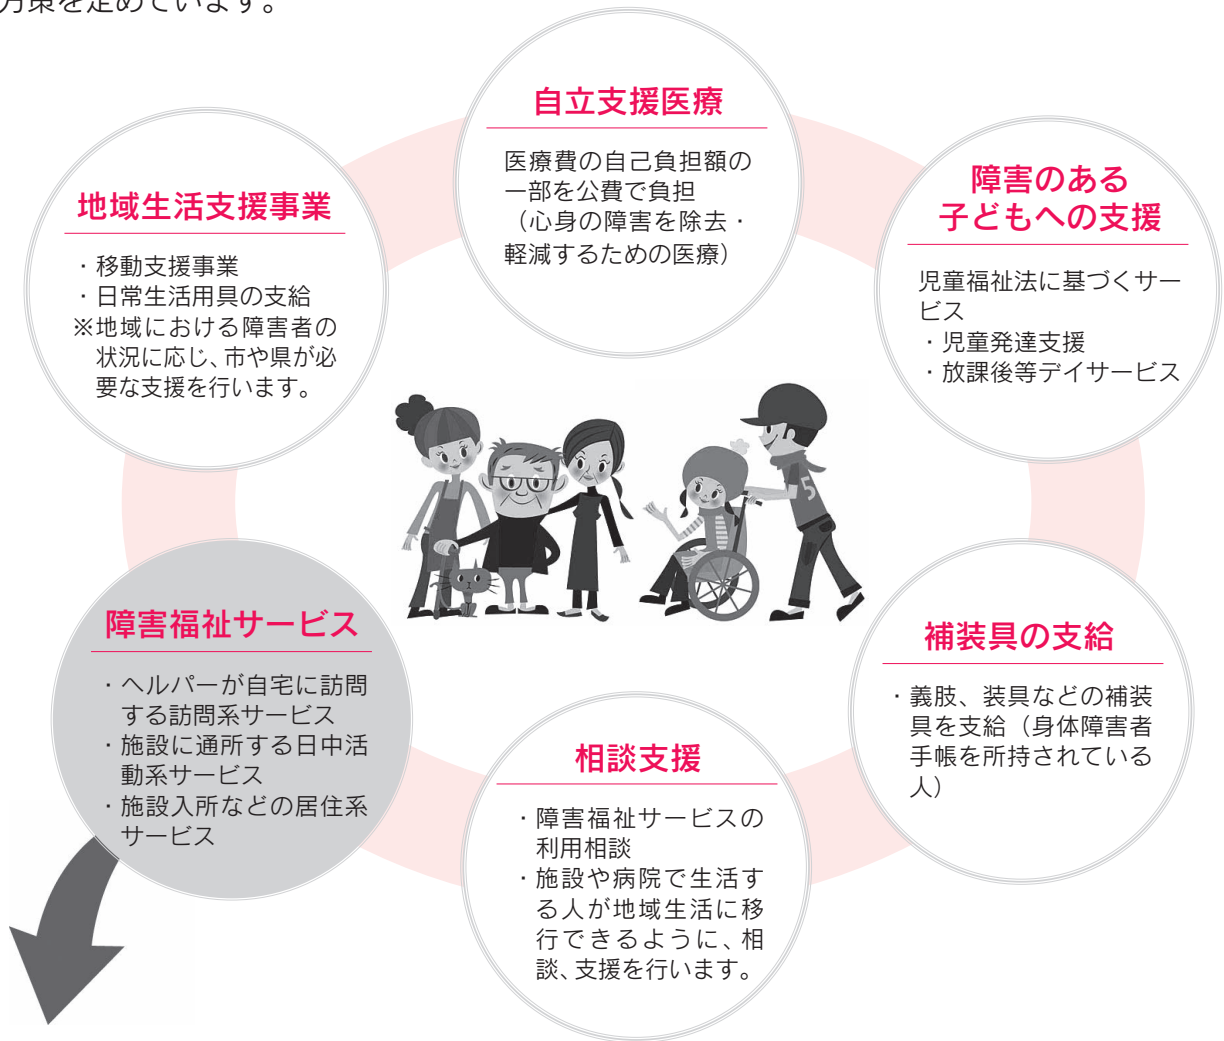 方策を定めています。
自立支援医療
医療費の自己負担額の
一部を公費で負担
（心身の障害を除去・
軽減するための医療）
障害のある
子どもへの支援
児童福祉法に基づくサー
ビス
・児童発達支援
・放課後等デイサービス
地域生活支援事業
・移動支援事業
・日常生活用具の支給
※地域における障害者の
状況に応じ、市や県が必
要な支援を行います。
障害福祉サービス
・ヘルパーが自宅に訪問
する訪問系サービス
・施設に通所する日中活
動系サービス
・施設入所などの居住系
サービス
補装具の支給
・義肢、装具などの補装
具を支給（身体障害者
手帳を所持されている
人）
相談支援
・障害福祉サービスの
利用相談
・施設や病院で生活す
る人が地域生活に移
行できるように、相
談、支援を行います。
5